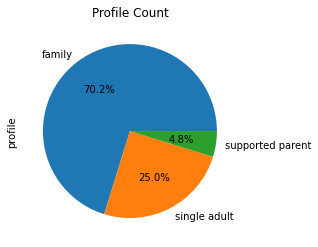 Profile Count
family
70.2%
profile
4.8%
supported parent
25.0%
single adult